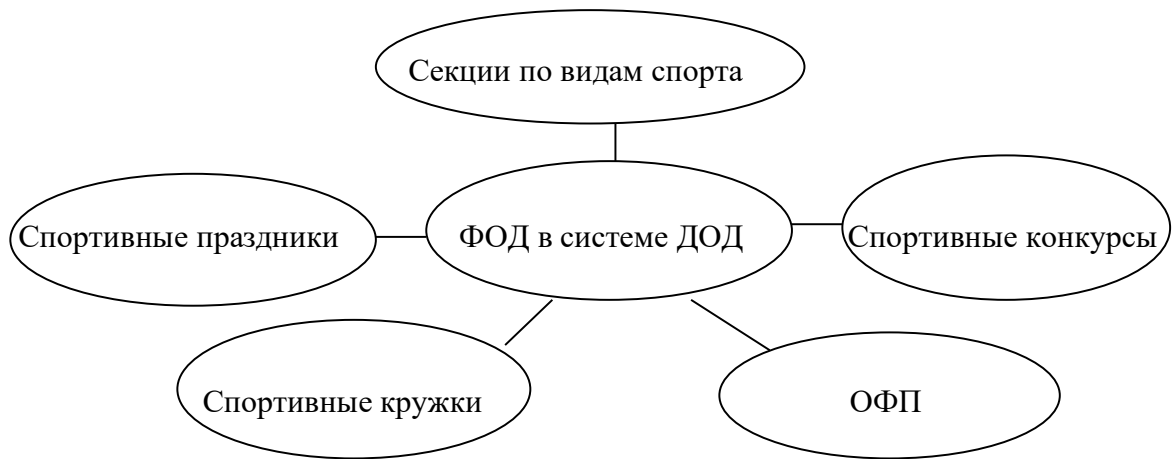 Секции по видам спорта
Спортивные праздники
ФОД в системе ДОД
Спортивные конкурсы
Спортивные кружки
ОФП